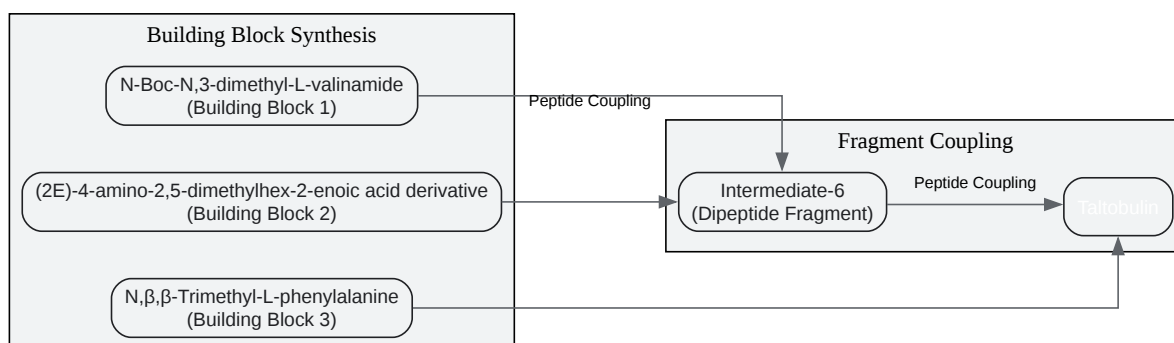 Building Block Synthesis
N-Boc-N,3-dimethyl-L-valinamide
(Building Block 1)
Peptide Coupling
(2E)-4-amino-2,5-dimethylhex-2-enoic acid derivative
(Building Block 2)
N,β,β-Trimethyl-L-phenylalanine
(Building Block 3)
Fragment Coupling
Intermediate-6
(Dipeptide Fragment)
Peptide Coupling
Taltobulin